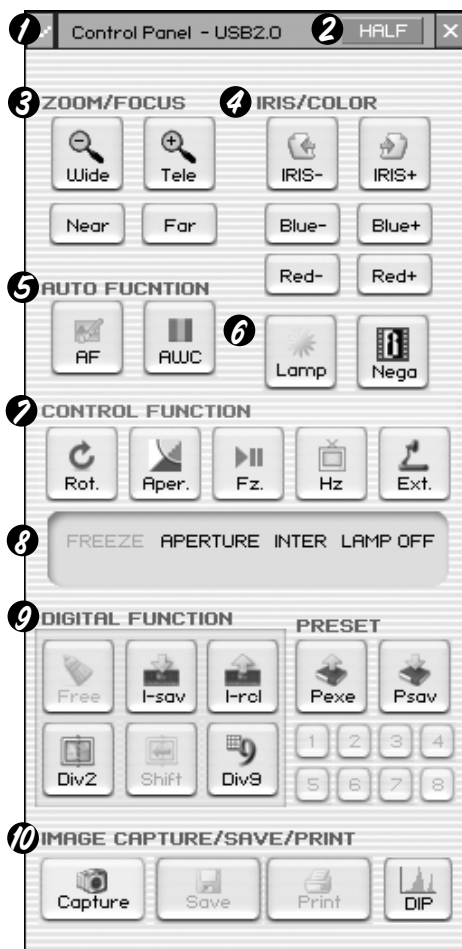 1 Control Panel - USB2.0 2 HALF ×
3 ZOOM/FOCUS 4 IRIS/COLOR
Wide Tele IRIS- IRIS+
Near Far Blue- Blue+
5 AUTO FUCNTION Red- Red+
AF AWC 6 Lamp Nega
7 CONTROL FUNCTION
Rot. Aper. Fz. Hz Ext.
8 FREEZE APERTURE INTER LAMP OFF
9 DIGITAL FUNCTION PRESET
Free I-sav I-rcl Pexe Psav
1 2 3 4
Div2 Shift Div9 5 6 7 8
10 IMAGE CAPTURE/SAVE/PRINT
Capture Save Print DIP